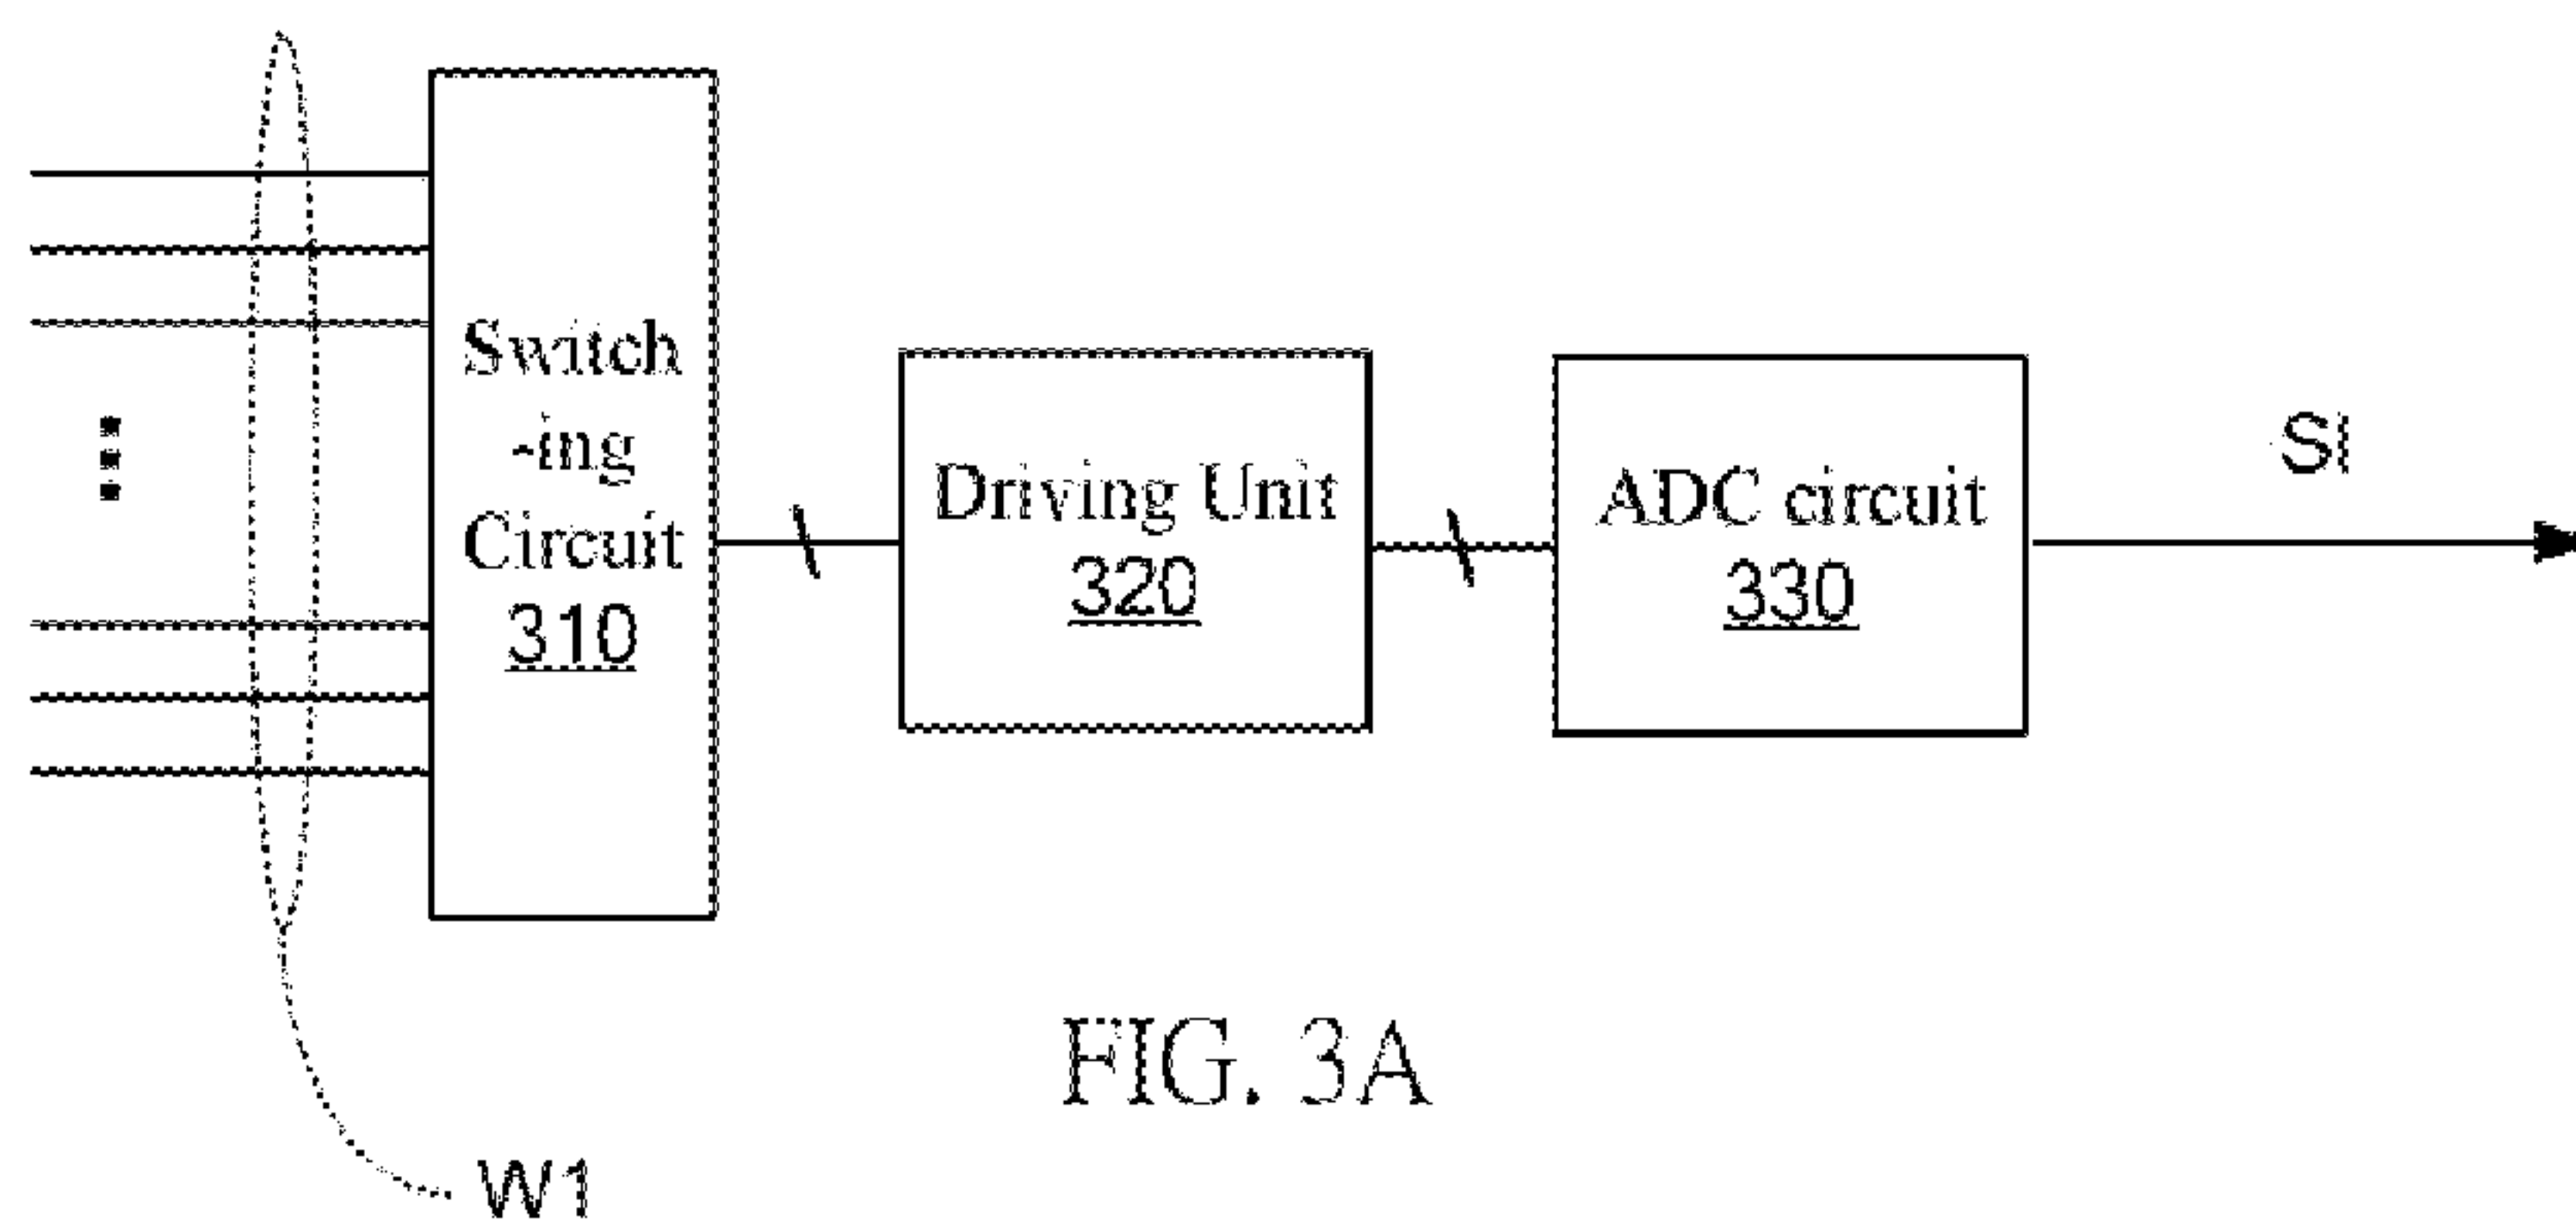 Switch
-ing
Circuit
310
Driving Unit
320
ADC circuit
330
SI
FIG. 3A
W1